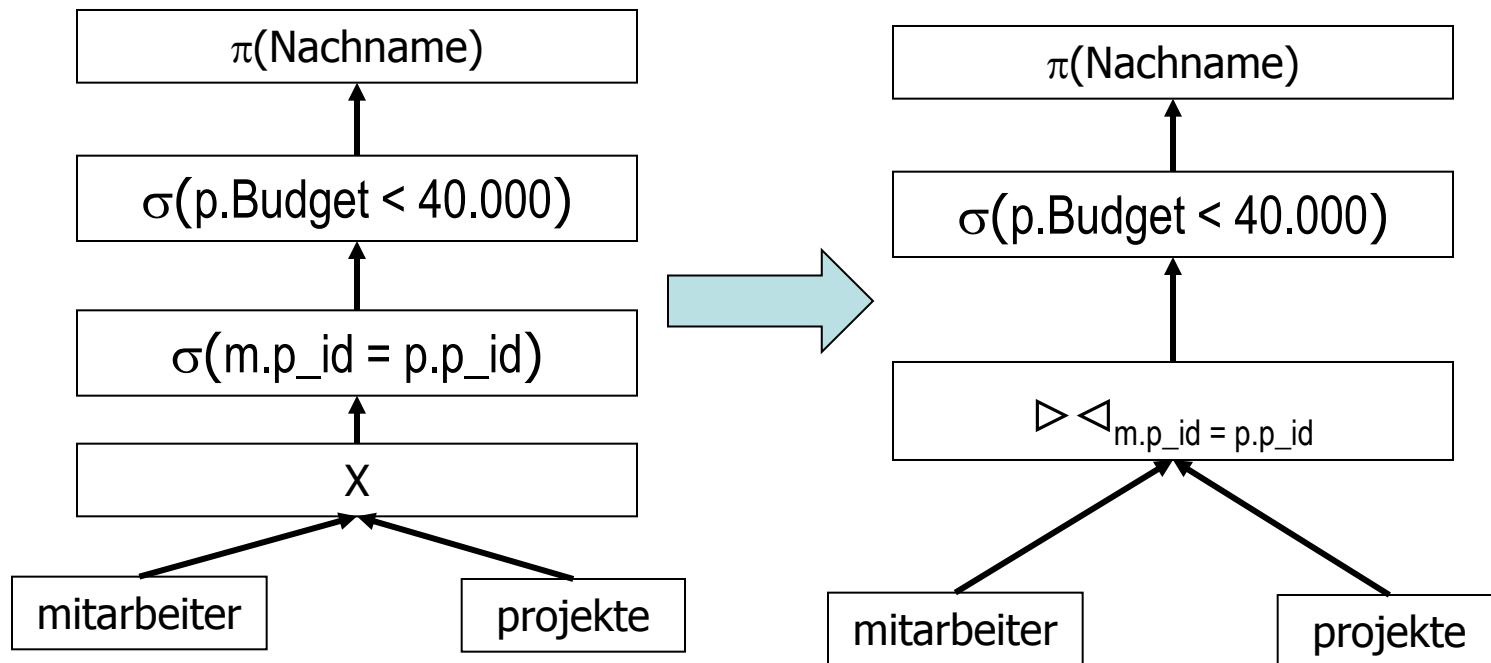 π(Nachname)
σ(p.Budget < 40.000)
σ(m.p_id = p.p_id)
X
mitarbeiter
projekte
π(Nachname)
σ(p.Budget < 40.000)
▷◁m.p_id = p.p_id
mitarbeiter
projekte